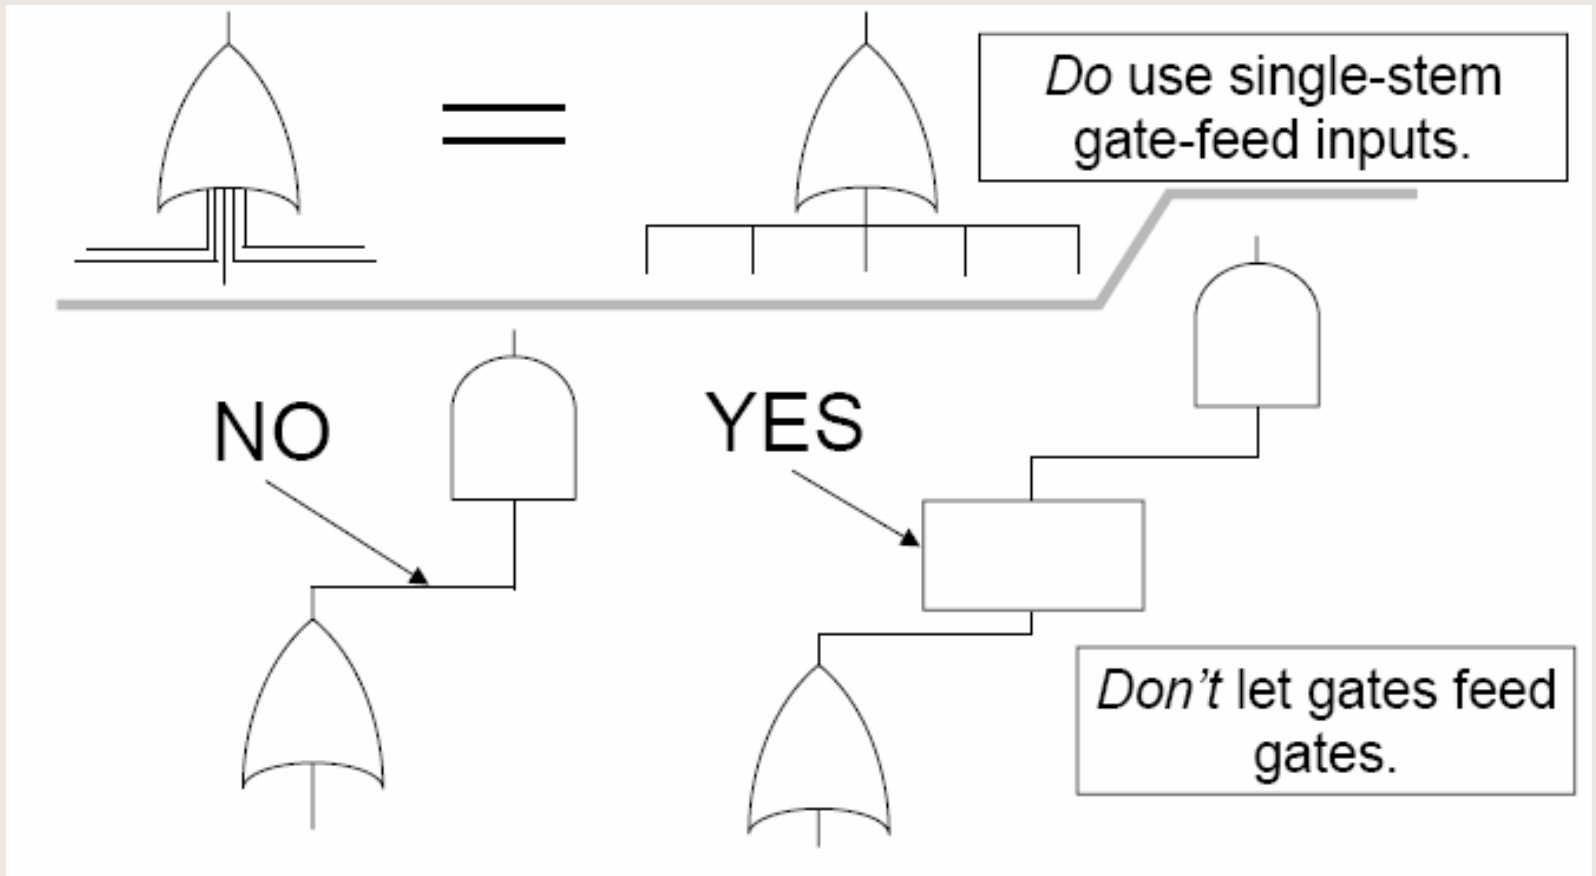 Do use single-stem
gate-feed inputs.
NO
YES
Don't let gates feed
gates.